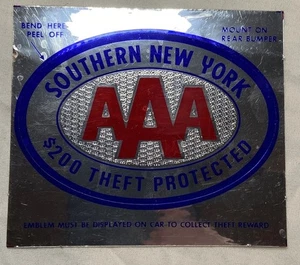 BEND HERE
PEEL OFF
MOUNT ON
REAR BUMPER
SOUTHERN NEW YORK
AAA
$200 THEFT PROTECTED
EMBLEM MUST BE DISPLAYED ON CAR TO COLLECT THEFT REWARD